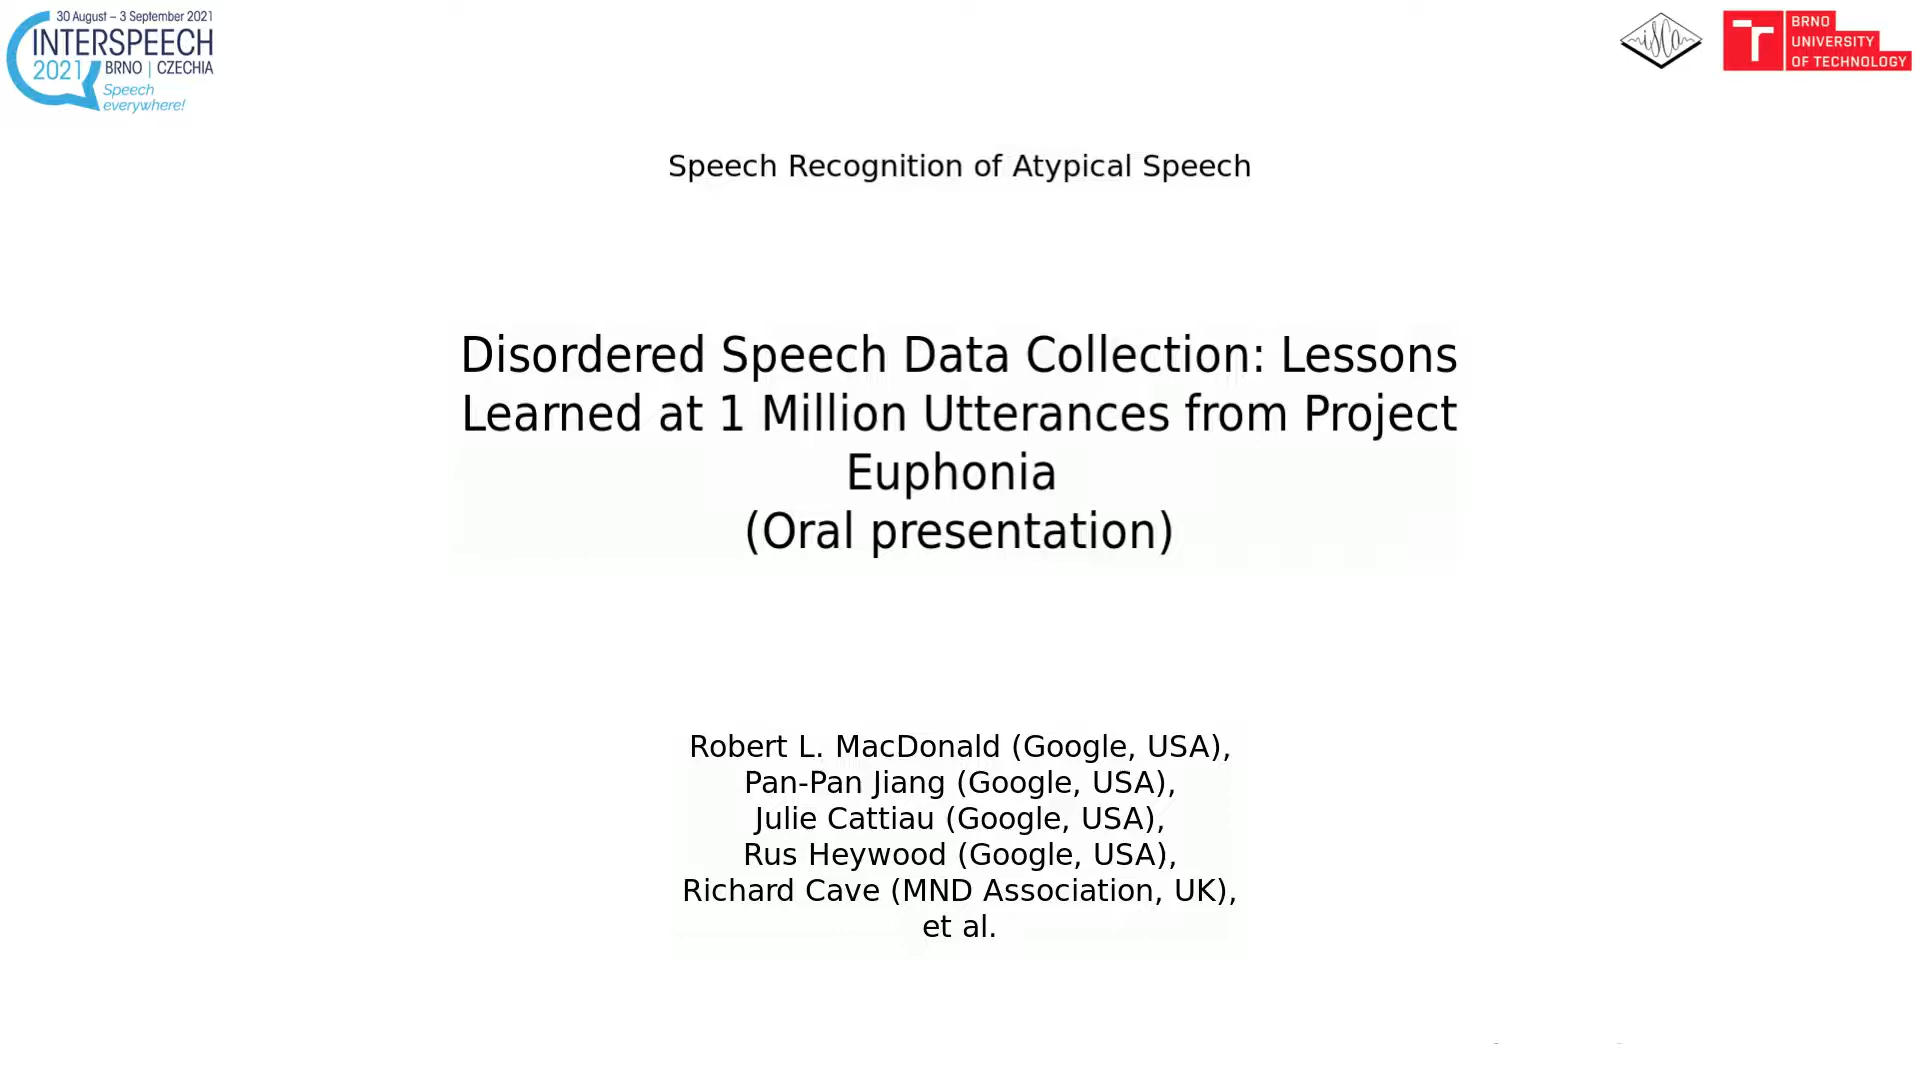 30 August – 3 September 2021
INTERSPEECH
2021 BRNO | CZECHIA
Speech
everywhere!
ISCA
BRNO
UNIVERSITY
OF TECHNOLOGY
Speech Recognition of Atypical Speech
Disordered Speech Data Collection: Lessons
Learned at 1 Million Utterances from Project
Euphonia
(Oral presentation)
Robert L. MacDonald (Google, USA),
Pan-Pan Jiang (Google, USA),
Julie Cattiau (Google, USA),
Rus Heywood (Google, USA),
Richard Cave (MND Association, UK),
et al.